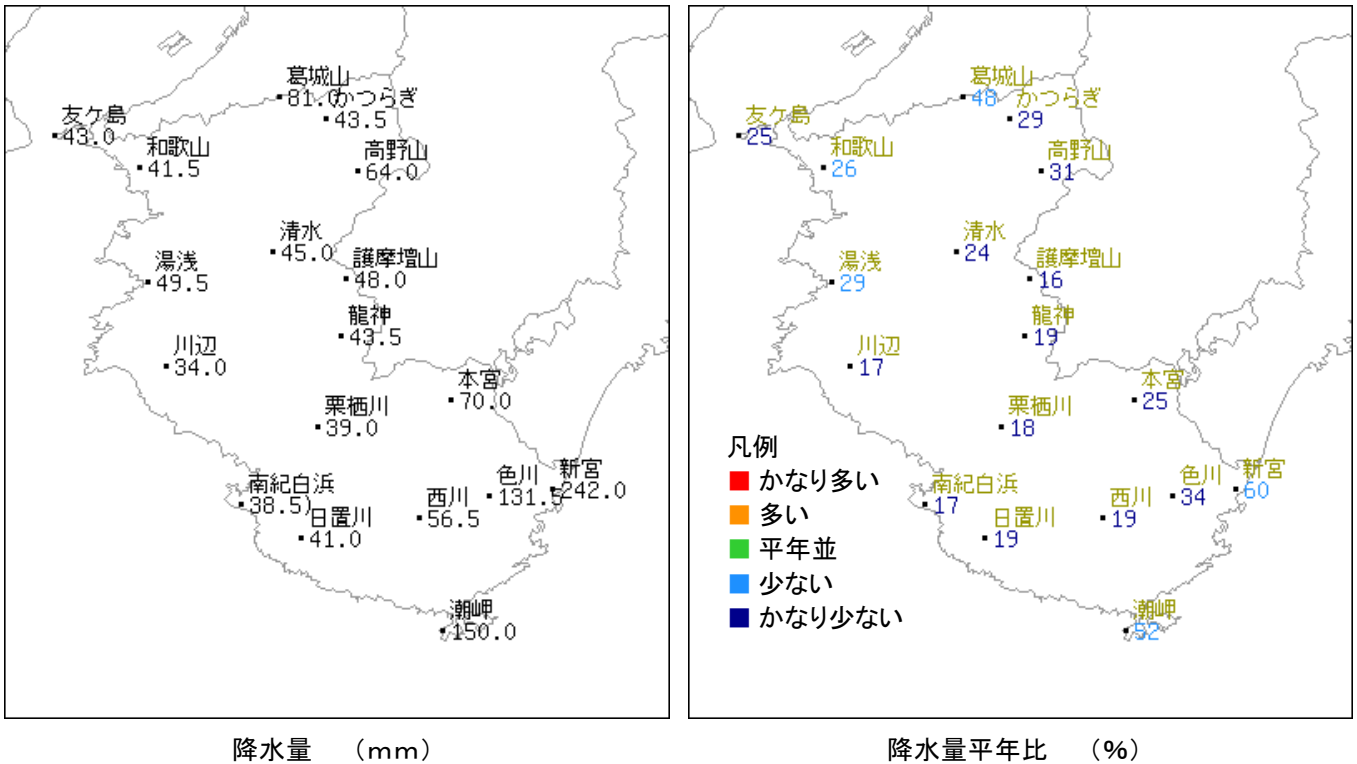 葛城山
81.0
かつらぎ
43.5
友ケ島
43.0
和歌山
41.5
高野山
64.0
清水
45.0
湯浅
49.5
護摩壇山
48.0
龍神
43.5
川辺
34.0
本宮
70.0
栗栖川
39.0
南紀白浜
38.5)
日置川
41.0
西川
56.5
色川
131.5
新宮
242.0
潮岬
150.0
降水量 （mm）
葛城山
48
かつらぎ
29
友ケ島
25
和歌山
26
高野山
31
清水
24
湯浅
29
護摩壇山
16
龍神
19
川辺
17
本宮
25
栗栖川
18
南紀白浜
17
日置川
19
西川
19
色川
34
新宮
60
潮岬
52
凡例
かなり多い
多い
平年並
少ない
かなり少ない
降水量平年比 （%）